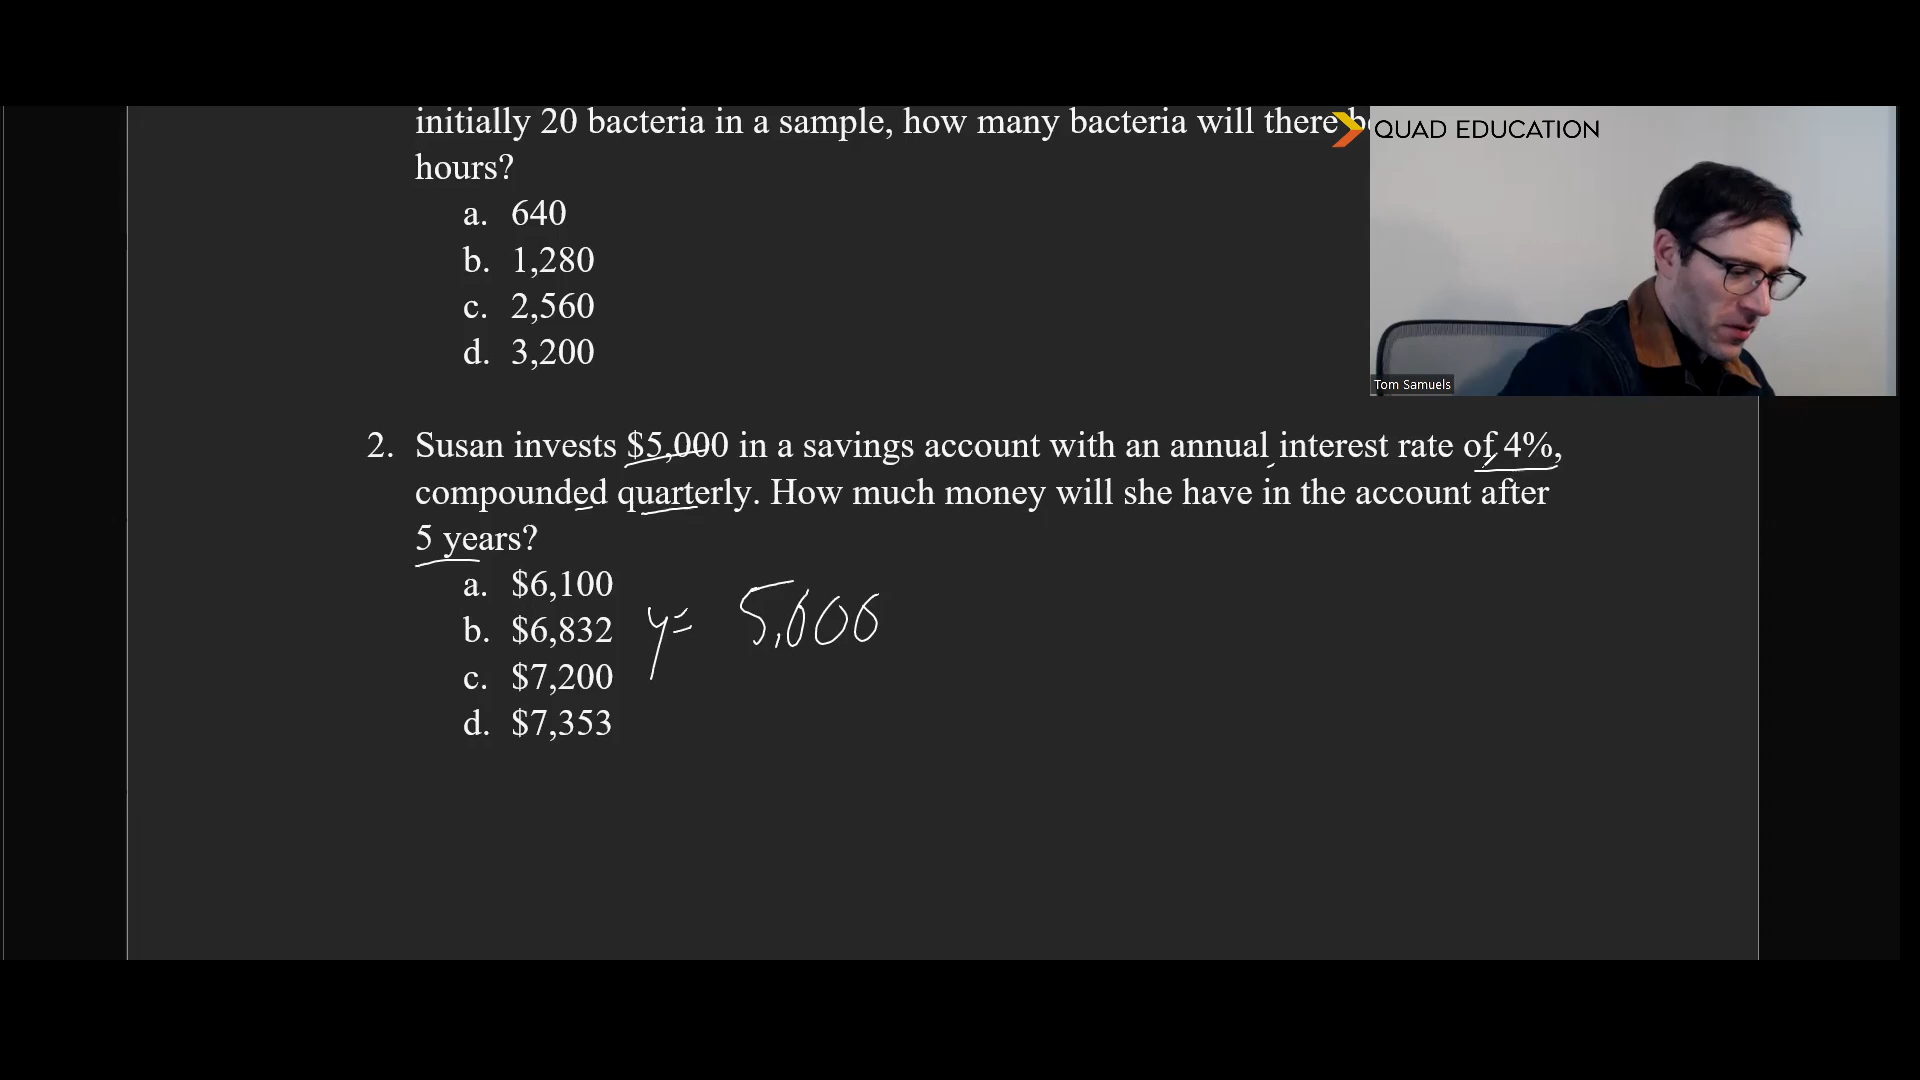 initially 20 bacteria in a sample, how many bacteria will there
QUAD EDUCATION
hours?
a. 640
b. 1,280
c. 2,560
d. 3,200
Tom Samuels
2. Susan invests $5,000 in a savings account with an annual interest rate of 4%,
compounded quarterly. How much money will she have in the account after
5 years?
a. $6,100
b. $6,832
c. $7,200
d. $7,353
y= 5,000